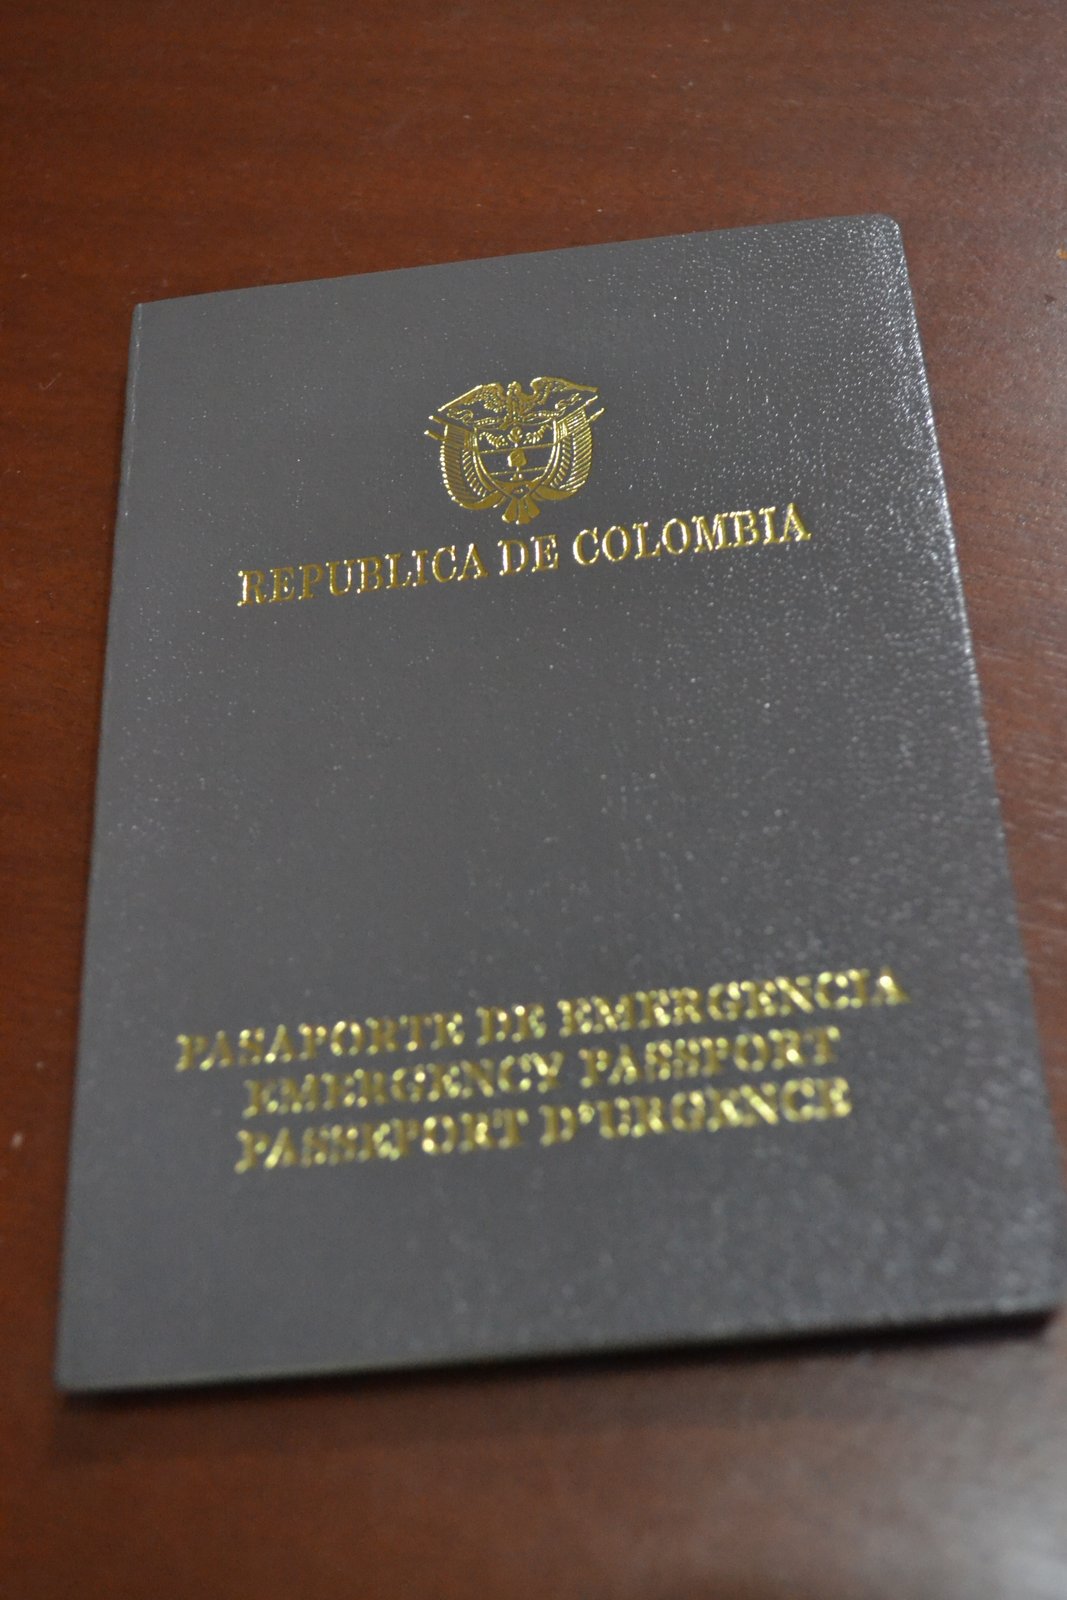 REPUBLICA DE COLOMBIA
PASAPORTE DE EMERGENCIA
EMERGENCY PASSPORT
PASSEPORT D'URGENCE